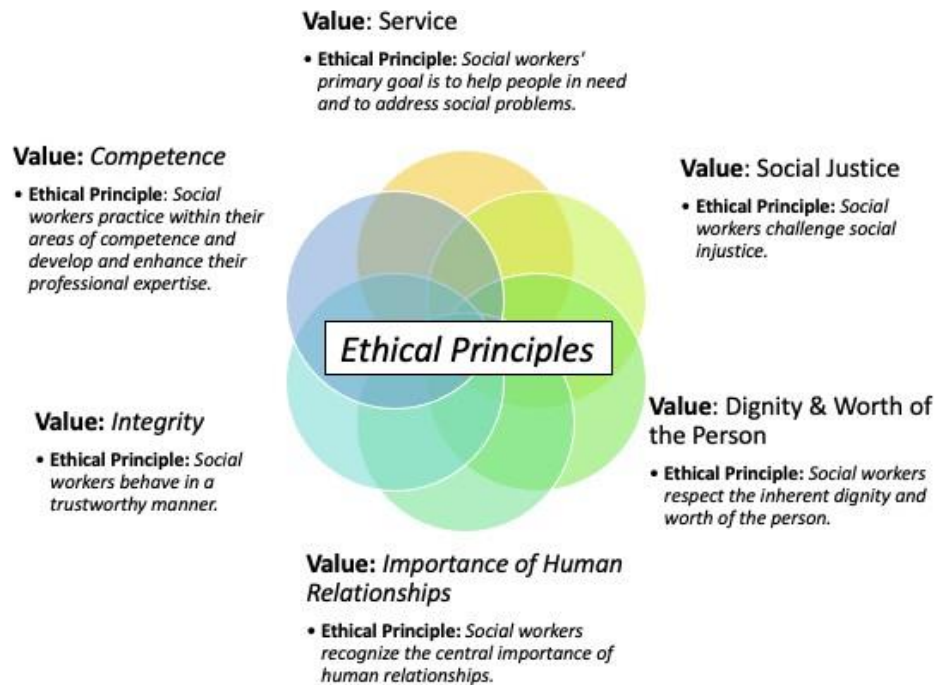 Value: Service
• Ethical Principle: Social workers'
primary goal is to help people in need
and to address social problems.
Value: Competence
• Ethical Principle: Social
workers practice within their
areas of competence and
develop and enhance their
professional expertise.
Value: Social Justice
• Ethical Principle: Social
workers challenge social
injustice.
Ethical Principles
Value: Integrity
• Ethical Principle: Social
workers behave in a
trustworthy manner.
Value: Dignity & Worth of
the Person
• Ethical Principle: Social workers
respect the inherent dignity and
worth of the person.
Value: Importance of Human
Relationships
• Ethical Principle: Social workers
recognize the central importance of
human relationships.